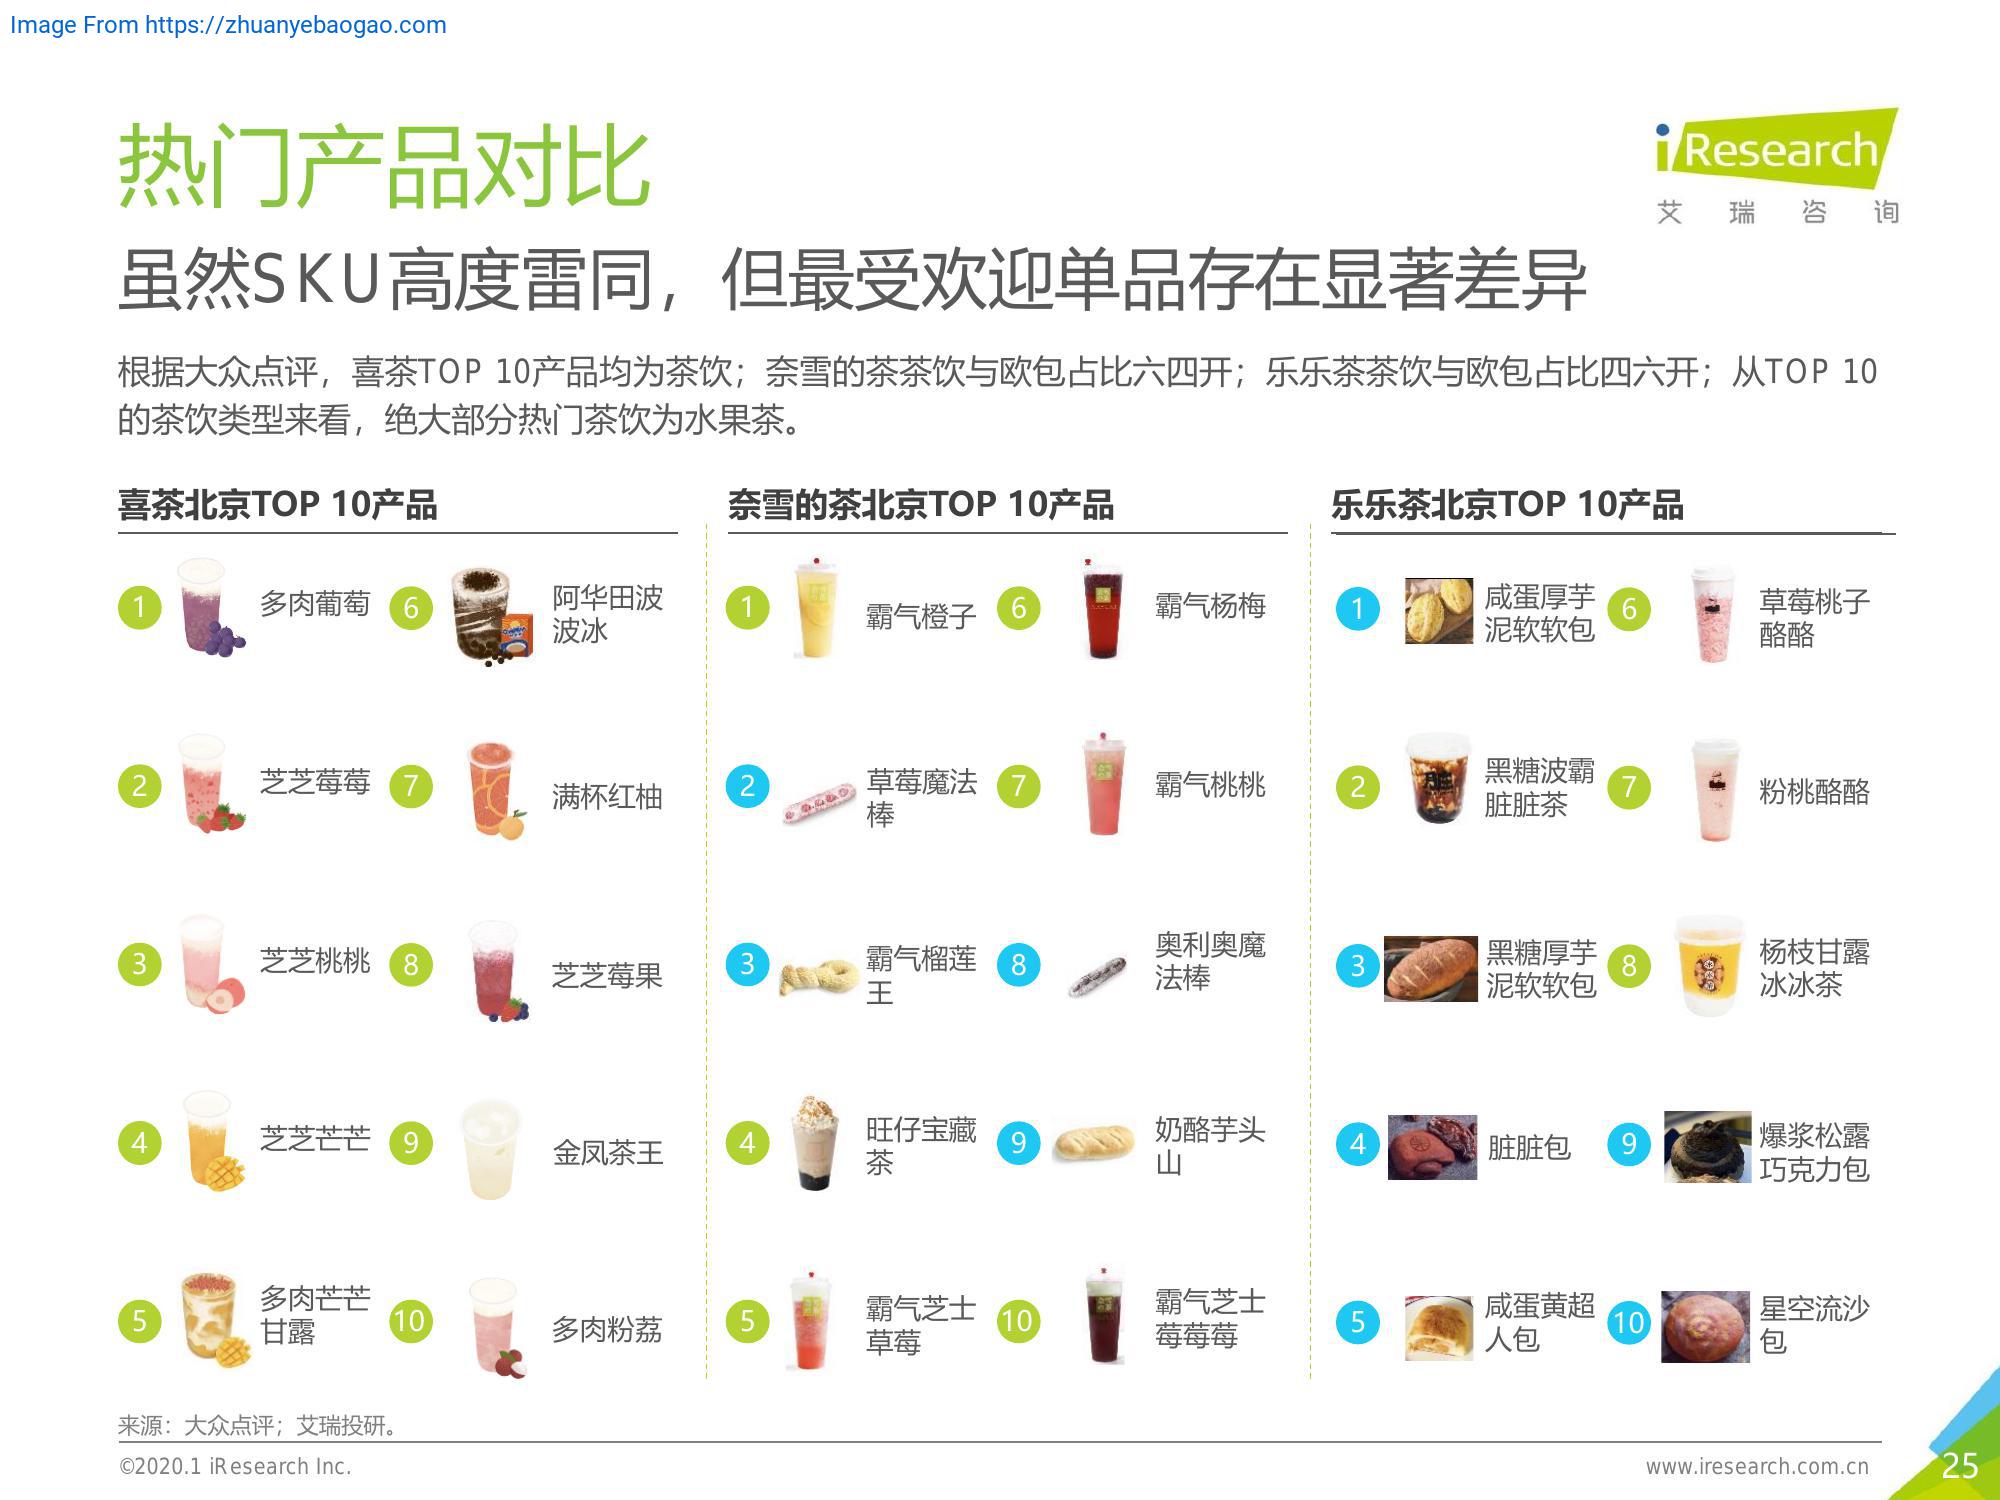 Image From https://zhuanyebaogao.com
热门产品对比
iResearch
艾瑞咨询
虽然SKU高度雷同，但最受欢迎单品存在显著差异
根据大众点评，喜茶TOP 10产品均为茶饮；奈雪的茶茶饮与欧包占比六四开；乐乐茶茶饮与欧包占比四六开；从TOP 10
的茶饮类型来看，绝大部分热门茶饮为水果茶。
喜茶北京TOP 10产品
1 多肉葡萄
2 芝芝莓莓
3 芝芝桃桃
4 芝芝芒芒
5 多肉芒芒
甘露
6 阿华田波
波冰
7 满杯红柚
8 芝芝莓果
9 金凤茶王
10 多肉粉荔
奈雪的茶北京TOP 10产品
1 霸气橙子
2 草莓魔法
棒
3 霸气榴莲
王
4 旺仔宝藏
茶
5 霸气芝士
草莓
6 霸气杨梅
7 霸气桃桃
8 奥利奥魔
法棒
9 奶酪芋头
山
10 霸气芝士
莓莓莓
乐乐茶北京TOP 10产品
1 咸蛋厚芋
泥软软包
2 黑糖波霸
脏脏茶
3 黑糖厚芋
泥软软包
4 脏脏包
5 咸蛋黄超
人包
6 草莓桃子
酪酪
7 粉桃酪酪
8 杨枝甘露
冰冰茶
9 爆浆松露
巧克力包
10 星空流沙
包
来源：大众点评；艾瑞投研。
©2020.1 iResearch Inc.
www.iresearch.com.cn
25